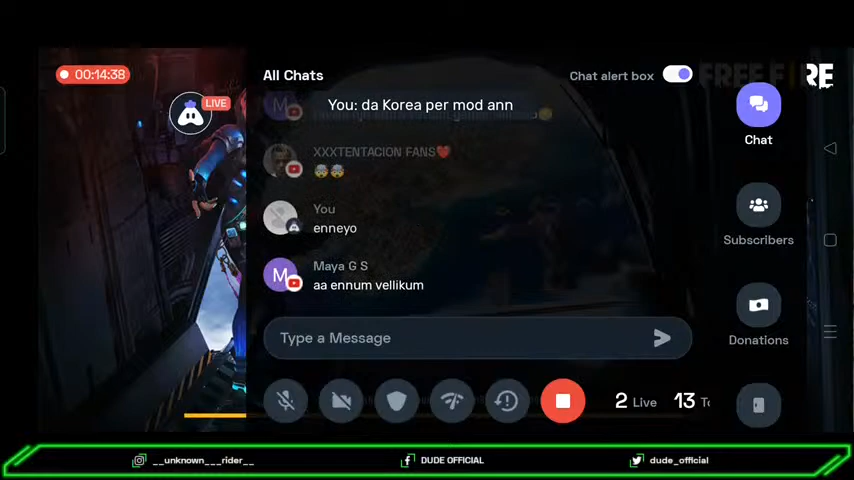 00:14:38
All Chats
Chat alert box
FREE FIRE
LIVE
M
You: da Korea per mod ann
Chat
XXXTENTACION FANS❤️
🤯🤯
You
enneyo
Subscribers
M
Maya G S
aa ennum vellikum
Type a Message
Donations
2 Live
13 To
__unknown___rider__
DUDE OFFICIAL
dude_official